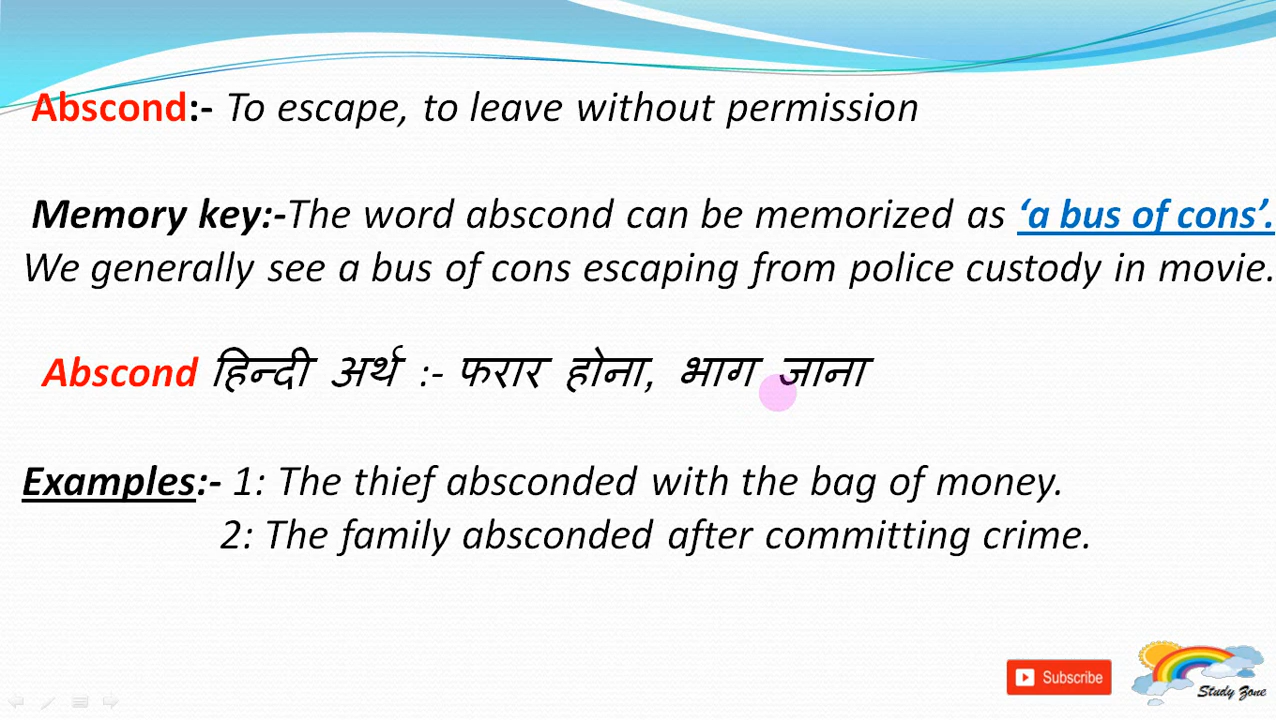 Abscond:- To escape, to leave without permission
Memory key:-The word abscond can be memorized as ‘a bus of cons’.
We generally see a bus of cons escaping from police custody in movie.
Abscond हिन्दी अर्थ :- फरार होना, भाग जाना
Examples:- 1: The thief absconded with the bag of money.
2: The family absconded after committing crime.
Subscribe
Study Zone